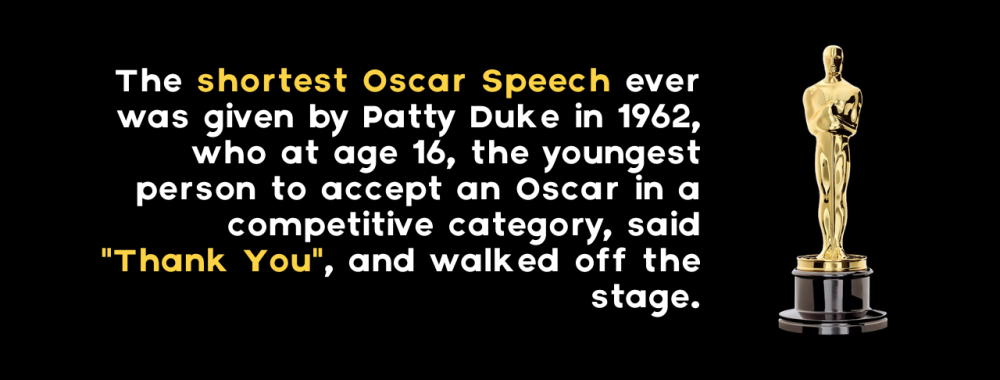 The shortest Oscar Speech ever
was given by Patty Duke in 1962,
who at age 16, the youngest
person to accept an Oscar in a
competitive category, said
"Thank You", and walked off the
stage.